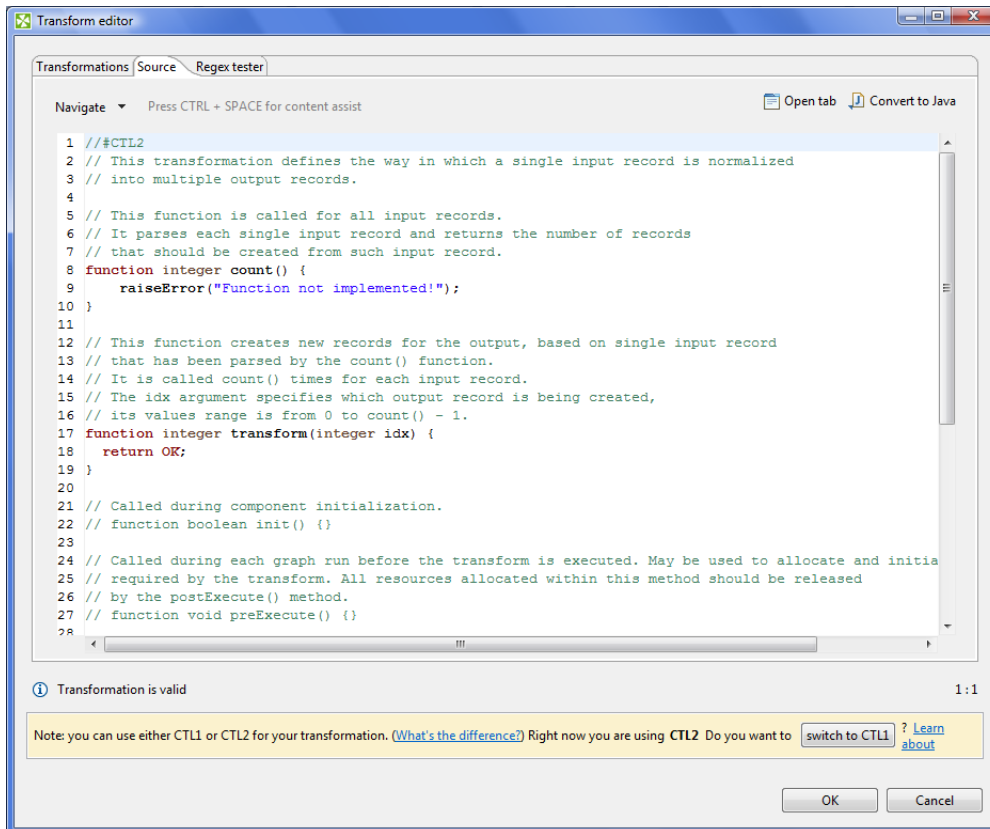 Transform editor
Transformations Source Regex tester
Navigate Press CTRL + SPACE for content assist Open tab Convert to Java
1 //#CTL2
2 // This transformation defines the way in which a single input record is normalized
3 // into multiple output records.
4
5 // This function is called for all input records.
6 // It parses each single input record and returns the number of records
7 // that should be created from such input record.
8 function integer count() {
9 raiseError("Function not implemented!");
10 }
11
12 // This function creates new records for the output, based on single input record
13 // that has been parsed by the count() function.
14 // It is called count() times for each input record.
15 // The idx argument specifies which output record is being created,
16 // its values range is from 0 to count() - 1.
17 function integer transform(integer idx) {
18 return OK;
19 }
20
21 // Called during component initialization.
22 // function boolean init() {}
23
24 // Called during each graph run before the transform is executed. May be used to allocate and initia
25 // required by the transform. All resources allocated within this method should be released
26 // by the postExecute() method.
27 // function void preExecute() {}
28
Transformation is valid 1:1
Note: you can use either CTL1 or CTL2 for your transformation. (What's the difference?) Right now you are using CTL2 Do you want to switch to CTL1 ? Learn
about
OK Cancel